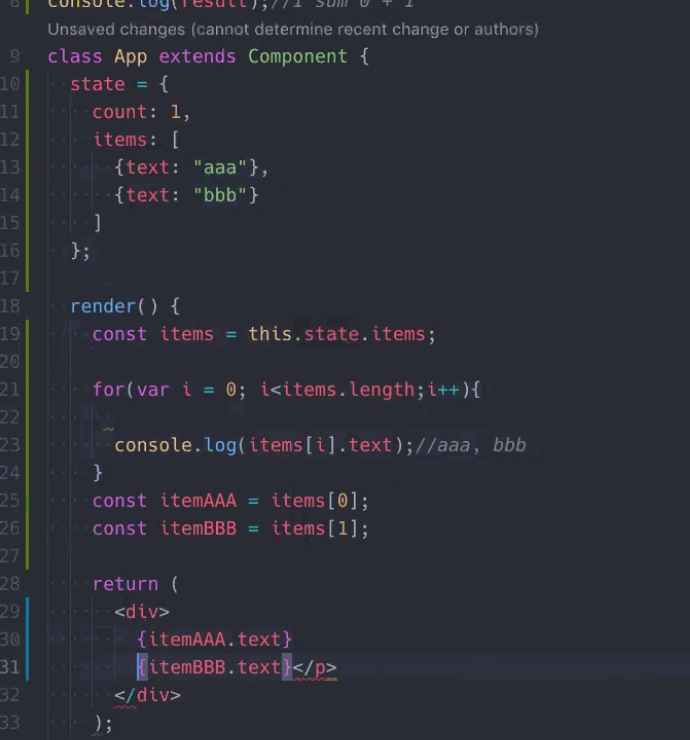 8 console.log(result);//1 sum 0 + 1
Unsaved changes (cannot determine recent change or authors)
9 class App extends Component {
10 state = {
11 count: 1,
12 items: [
13 {text: "aaa"},
14 {text: "bbb"}
15 ]
16 };
17
18 render() {
19 const items = this.state.items;
20
21 for(var i = 0; i<items.length;i++){
22
23 console.log(items[i].text);//aaa, bbb
24 }
25 const itemAAA = items[0];
26 const itemBBB = items[1];
27
28 return (
29 <div>
30 {itemAAA.text}
31 {itemBBB.text}</p>
32 </div>
33 );